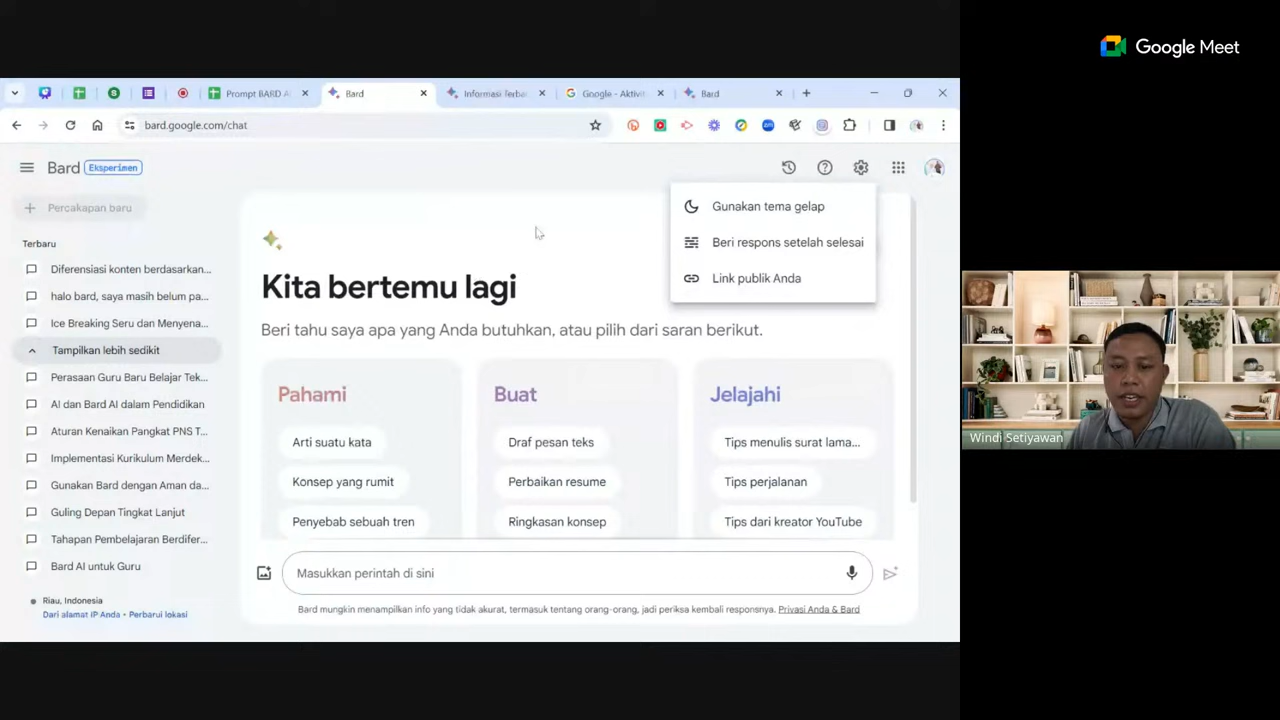 Google Meet
Prompt BARD A
Bard
Informasi Terba
Google - Aktivit
Bard
bard.google.com/chat
Bard Eksperimen
Percakapan baru
Terbaru
Diferensiasi konten berdasarkan...
halo bard, saya masih belum pa...
Ice Breaking Seru dan Menyena...
Tampilkan lebih sedikit
Perasaan Guru Baru Belajar Tek...
AI dan Bard AI dalam Pendidikan
Aturan Kenaikan Pangkat PNS T...
Implementasi Kurikulum Merdek...
Gunakan Bard dengan Aman da...
Guling Depan Tingkat Lanjut
Tahapan Pembelajaran Berdifer...
Bard AI untuk Guru
Riau, Indonesia
Dari alamat IP Anda • Perbarui lokasi
Gunakan tema gelap
Beri respons setelah selesai
Link publik Anda
Kita bertemu lagi
Beri tahu saya apa yang Anda butuhkan, atau pilih dari saran berikut.
Pahami
Arti suatu kata
Konsep yang rumit
Penyebab sebuah tren
Buat
Draf pesan teks
Perbaikan resume
Ringkasan konsep
Jelajahi
Tips menulis surat lama...
Tips perjalanan
Tips dari kreator YouTube
Masukkan perintah di sini
Bard mungkin menampilkan info yang tidak akurat, termasuk tentang orang-orang, jadi periksa kembali responsnya. Privasi Anda & Bard
Windi Setiyawan